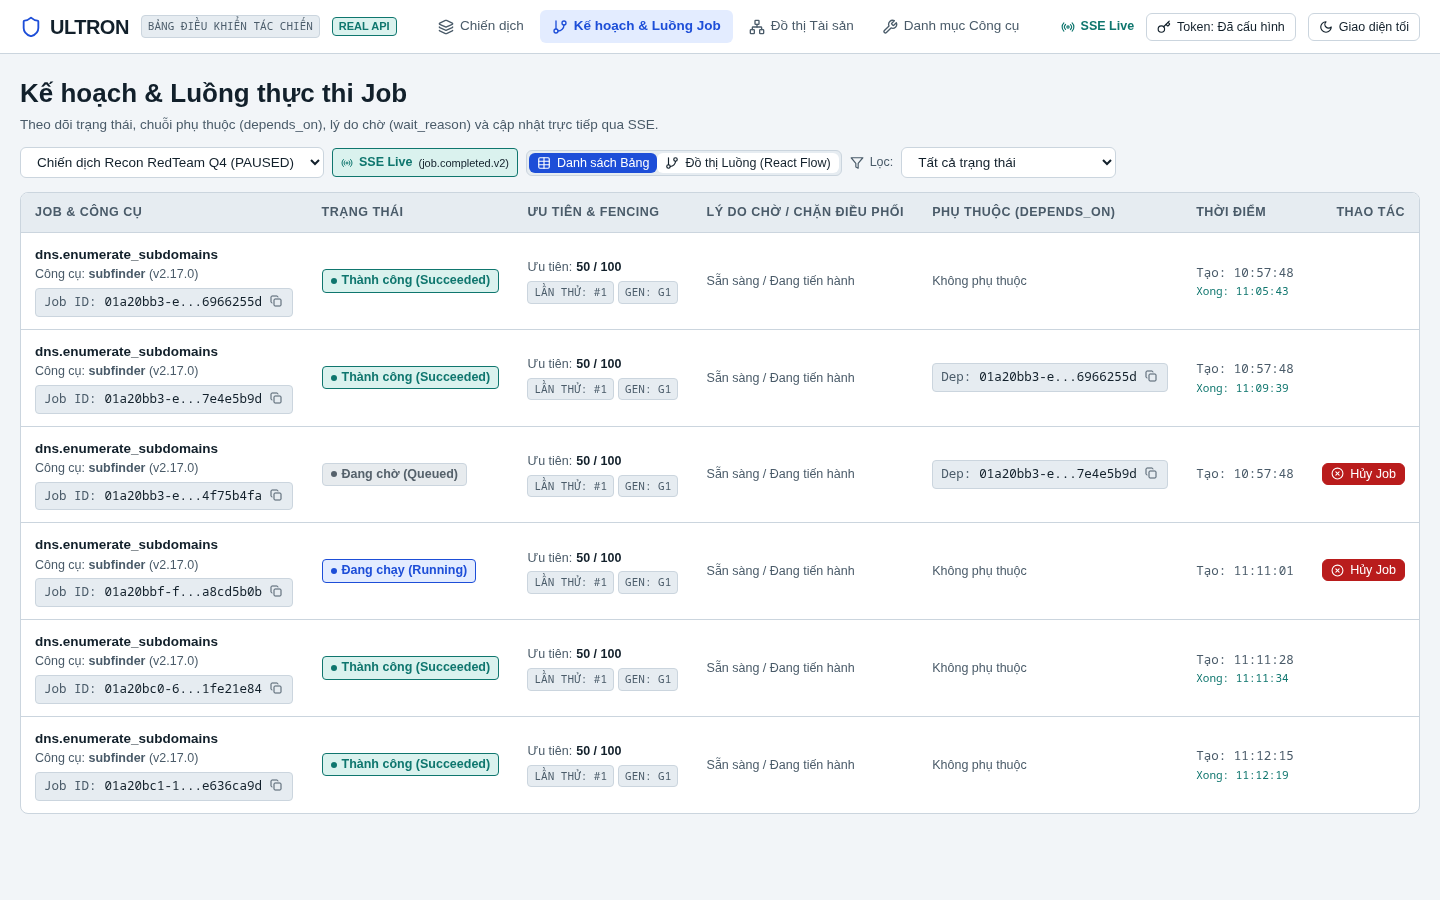 ULTRON BẢNG ĐIỀU KHIỂN TÁC CHIẾN REAL API Chiến dịch Kế hoạch & Luồng Job Đồ thị Tài sản Danh mục Công cụ SSE Live Token: Đã cấu hình Giao diện tối
Kế hoạch & Luồng thực thi Job
Theo dõi trạng thái, chuỗi phụ thuộc (depends_on), lý do chờ (wait_reason) và cập nhật trực tiếp qua SSE.
Chiến dịch Recon RedTeam Q4 (PAUSED) SSE Live (job.completed.v2) Danh sách Bảng Đồ thị Luồng (React Flow) Lọc: Tất cả trạng thái
JOB & CÔNG CỤ TRẠNG THÁI ƯU TIÊN & FENCING LÝ DO CHỜ / CHẶN ĐIỀU PHỐI PHỤ THUỘC (DEPENDS_ON) THỜI ĐIỂM THAO TÁC
dns.enumerate_subdomains
Công cụ: subfinder (v2.17.0)
Job ID: 01a20bb3-e...6966255d
Thành công (Succeeded)
Ưu tiên: 50 / 100
LẦN THỬ: #1 GEN: G1
Sẵn sàng / Đang tiến hành
Không phụ thuộc
Tạo: 10:57:48
Xong: 11:05:43
dns.enumerate_subdomains
Công cụ: subfinder (v2.17.0)
Job ID: 01a20bb3-e...7e4e5b9d
Thành công (Succeeded)
Ưu tiên: 50 / 100
LẦN THỬ: #1 GEN: G1
Sẵn sàng / Đang tiến hành
Dep: 01a20bb3-e...6966255d
Tạo: 10:57:48
Xong: 11:09:39
dns.enumerate_subdomains
Công cụ: subfinder (v2.17.0)
Job ID: 01a20bb3-e...4f75b4fa
Đang chờ (Queued)
Ưu tiên: 50 / 100
LẦN THỬ: #1 GEN: G1
Sẵn sàng / Đang tiến hành
Dep: 01a20bb3-e...7e4e5b9d
Tạo: 10:57:48
Hủy Job
dns.enumerate_subdomains
Công cụ: subfinder (v2.17.0)
Job ID: 01a20bbf-f...a8cd5b0b
Đang chạy (Running)
Ưu tiên: 50 / 100
LẦN THỬ: #1 GEN: G1
Sẵn sàng / Đang tiến hành
Không phụ thuộc
Tạo: 11:11:01
Hủy Job
dns.enumerate_subdomains
Công cụ: subfinder (v2.17.0)
Job ID: 01a20bc0-6...1fe21e84
Thành công (Succeeded)
Ưu tiên: 50 / 100
LẦN THỬ: #1 GEN: G1
Sẵn sàng / Đang tiến hành
Không phụ thuộc
Tạo: 11:11:28
Xong: 11:11:34
dns.enumerate_subdomains
Công cụ: subfinder (v2.17.0)
Job ID: 01a20bc1-1...e636ca9d
Thành công (Succeeded)
Ưu tiên: 50 / 100
LẦN THỬ: #1 GEN: G1
Sẵn sàng / Đang tiến hành
Không phụ thuộc
Tạo: 11:12:15
Xong: 11:12:19